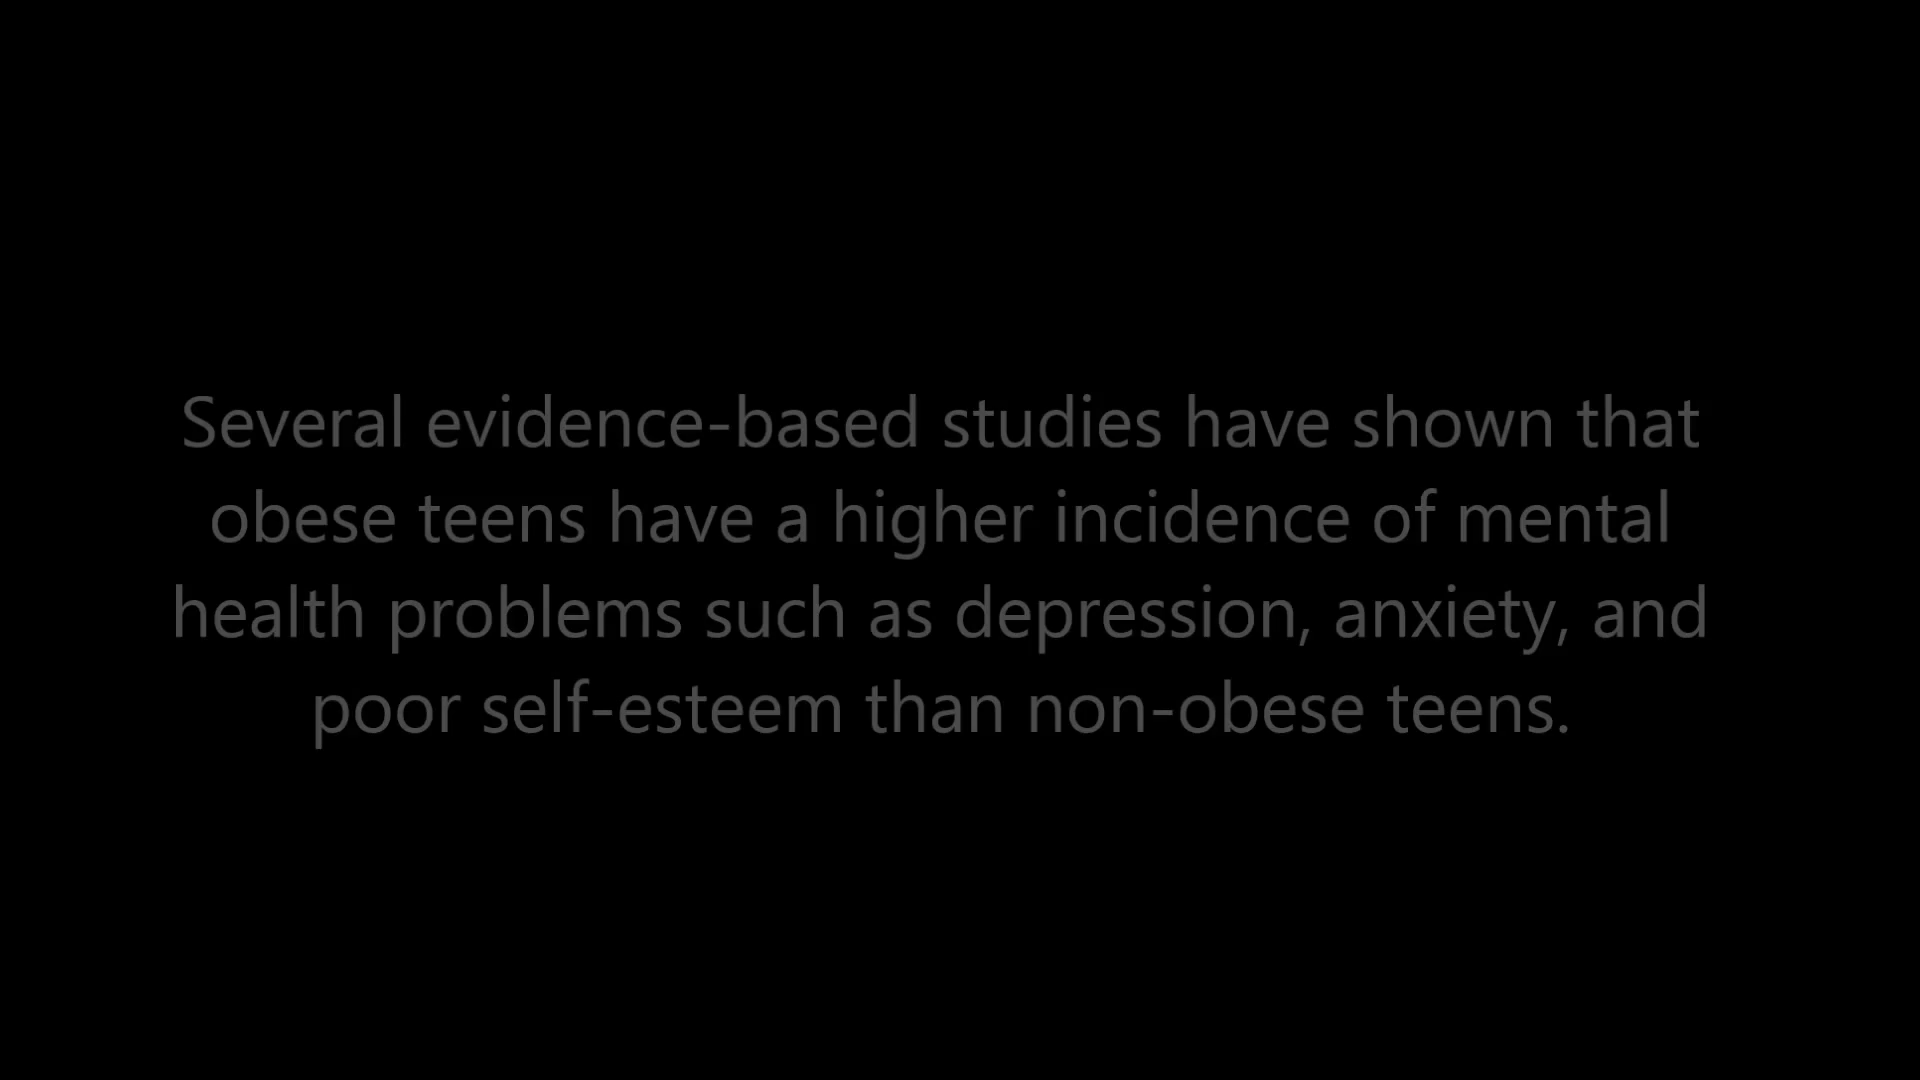 Several evidence-based studies have shown that
obese teens have a higher incidence of mental
health problems such as depression, anxiety, and
poor self-esteem than non-obese teens.